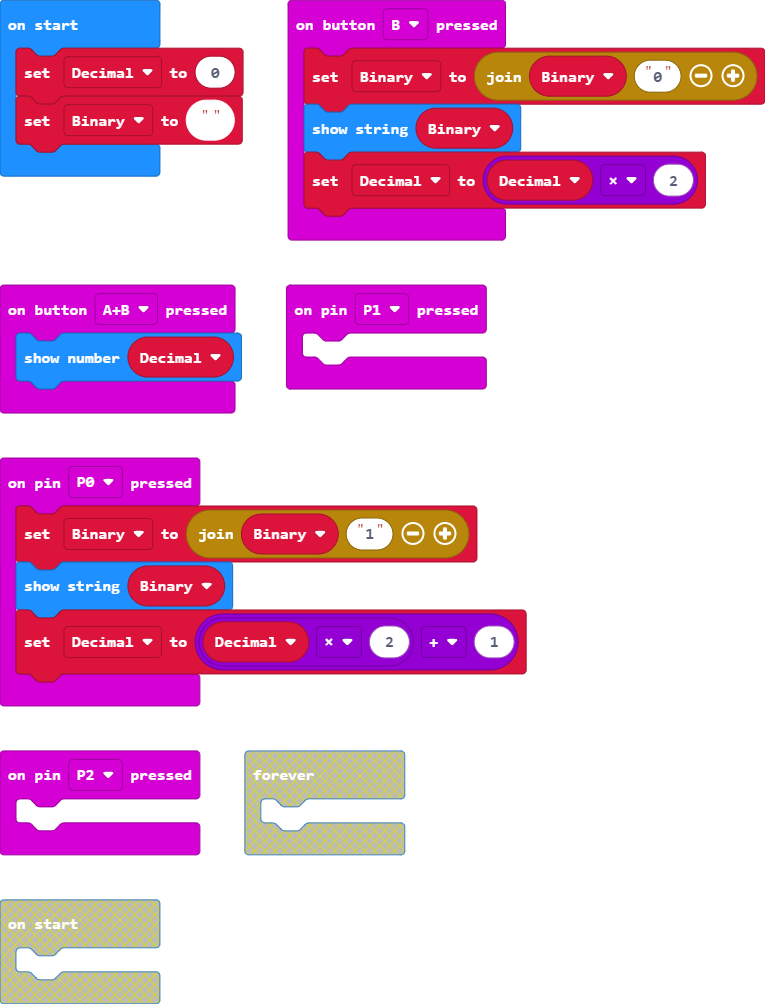 on start
set Decimal to 0
set Binary to " "
on button B pressed
set Binary to join Binary "0"
show string Binary
set Decimal to Decimal × 2
on button A+B pressed
show number Decimal
on pin P1 pressed
on pin P0 pressed
set Binary to join Binary "1"
show string Binary
set Decimal to Decimal × 2 + 1
on pin P2 pressed
forever
on start